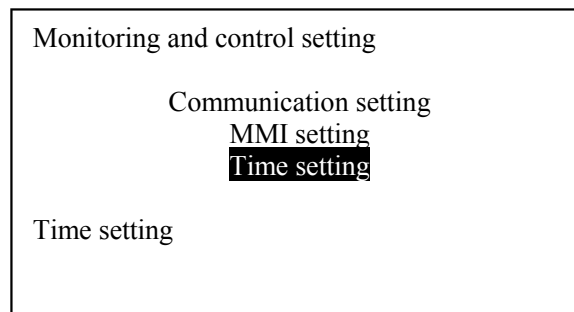 Monitoring and control setting
Communication setting
MMI setting
Time setting
Time setting